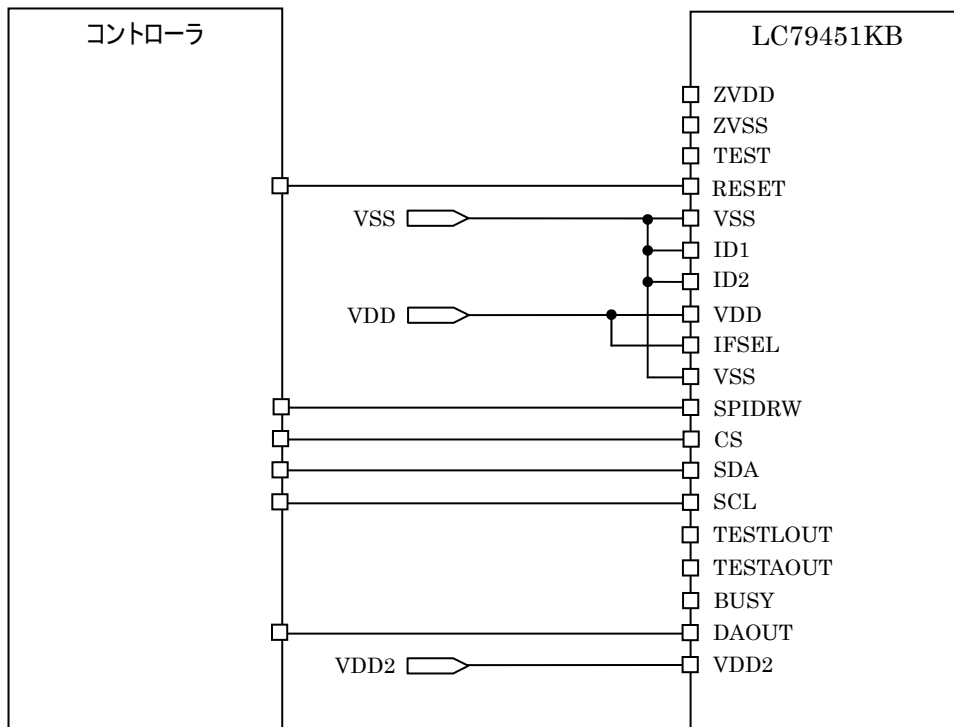 コントローラ
LC79451KB
ZVDD
ZVSS
TEST
RESET
VSS
VSS
ID1
ID2
VDD
VDD
IFSEL
VSS
SPIDRW
CS
SDA
SCL
TESTLOUT
TESTAOUT
BUSY
DAOUT
VDD2
VDD2